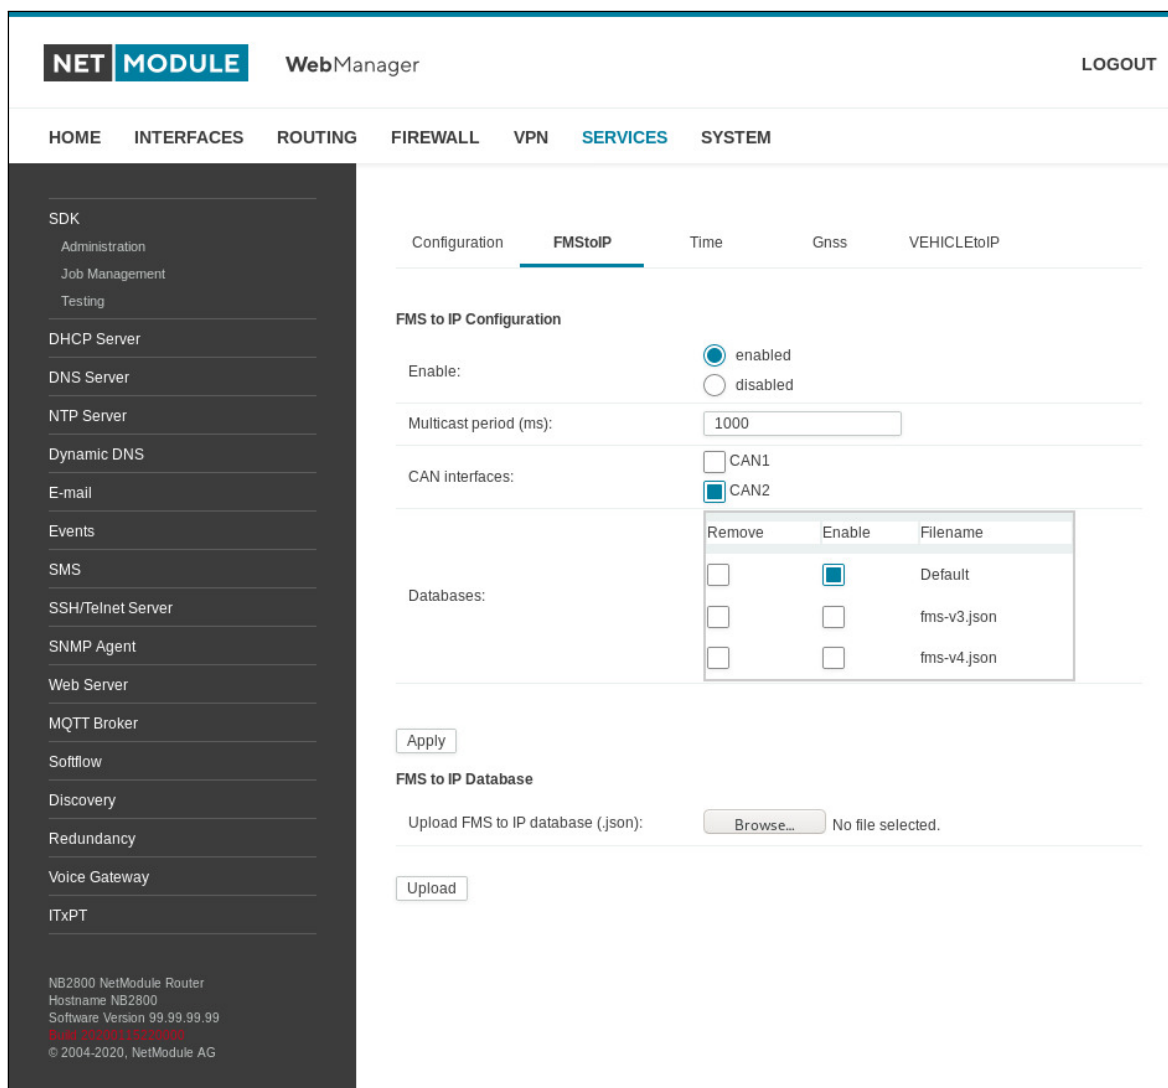 NET MODULE WebManager LOGOUT
HOME INTERFACES ROUTING FIREWALL VPN SERVICES SYSTEM
SDK
Administration
Job Management
Testing
DHCP Server
DNS Server
NTP Server
Dynamic DNS
E-mail
Events
SMS
SSH/Telnet Server
SNMP Agent
Web Server
MQTT Broker
Softflow
Discovery
Redundancy
Voice Gateway
ITxPT
NB2800 NetModule Router
Hostname NB2800
Software Version 99.99.99.99
Build
© 2004-2020, NetModule AG
Configuration FMStoIP Time Gnss VEHICLEtoIP
FMS to IP Configuration
Enable:
enabled
disabled
Multicast period (ms): 1000
CAN interfaces:
CAN1
CAN2
Databases:
Remove Enable Filename
Default
fms-v3.json
fms-v4.json
Apply
FMS to IP Database
Upload FMS to IP database (.json): Browse... No file selected.
Upload